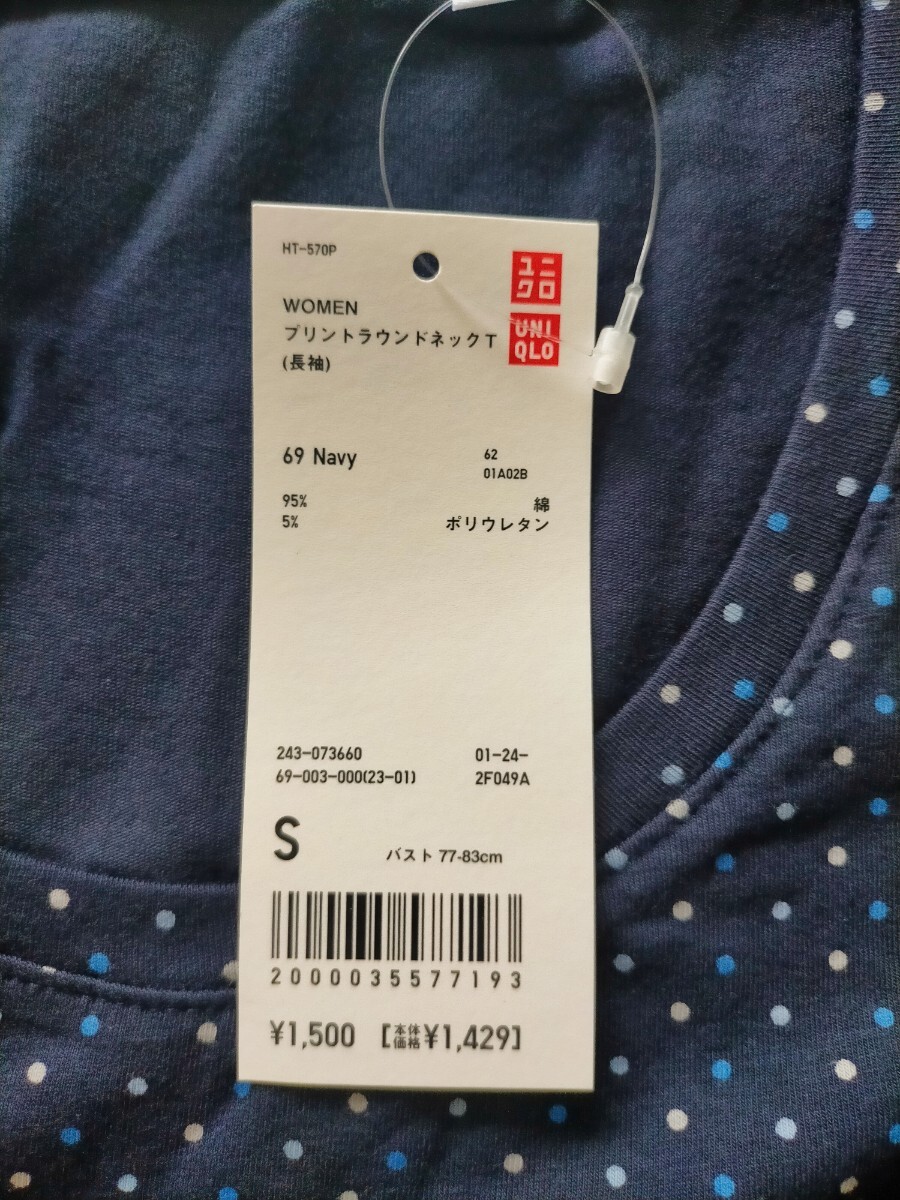 HT-570P
ユニ
クロ
WOMEN
プリントラウンドネックT
(長袖)
UNI
QLO
69 Navy
62
01A02B
95% 綿
5% ポリウレタン
243-073660 01-24-
69-003-000(23-01) 2F049A
S バスト 77-83cm
2000035577193
¥1,500 [本体価格¥1,429]